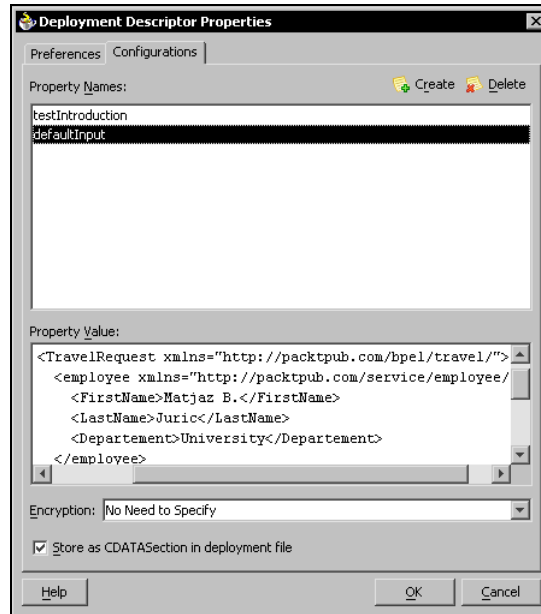 Deployment Descriptor Properties
Preferences Configurations
Property Names: Create Delete
testIntroduction
defaultInput
Property Value:
<TravelRequest xmlns="http://packtpub.com/bpel/travel/">
<employee xmlns="http://packtpub.com/service/employee/
<FirstName>Matjaz B.</FirstName>
<LastName>Juric</LastName>
<Departement>University</Departement>
</employee>
Encryption: No Need to Specify
Store as CDATASection in deployment file
Help OK Cancel